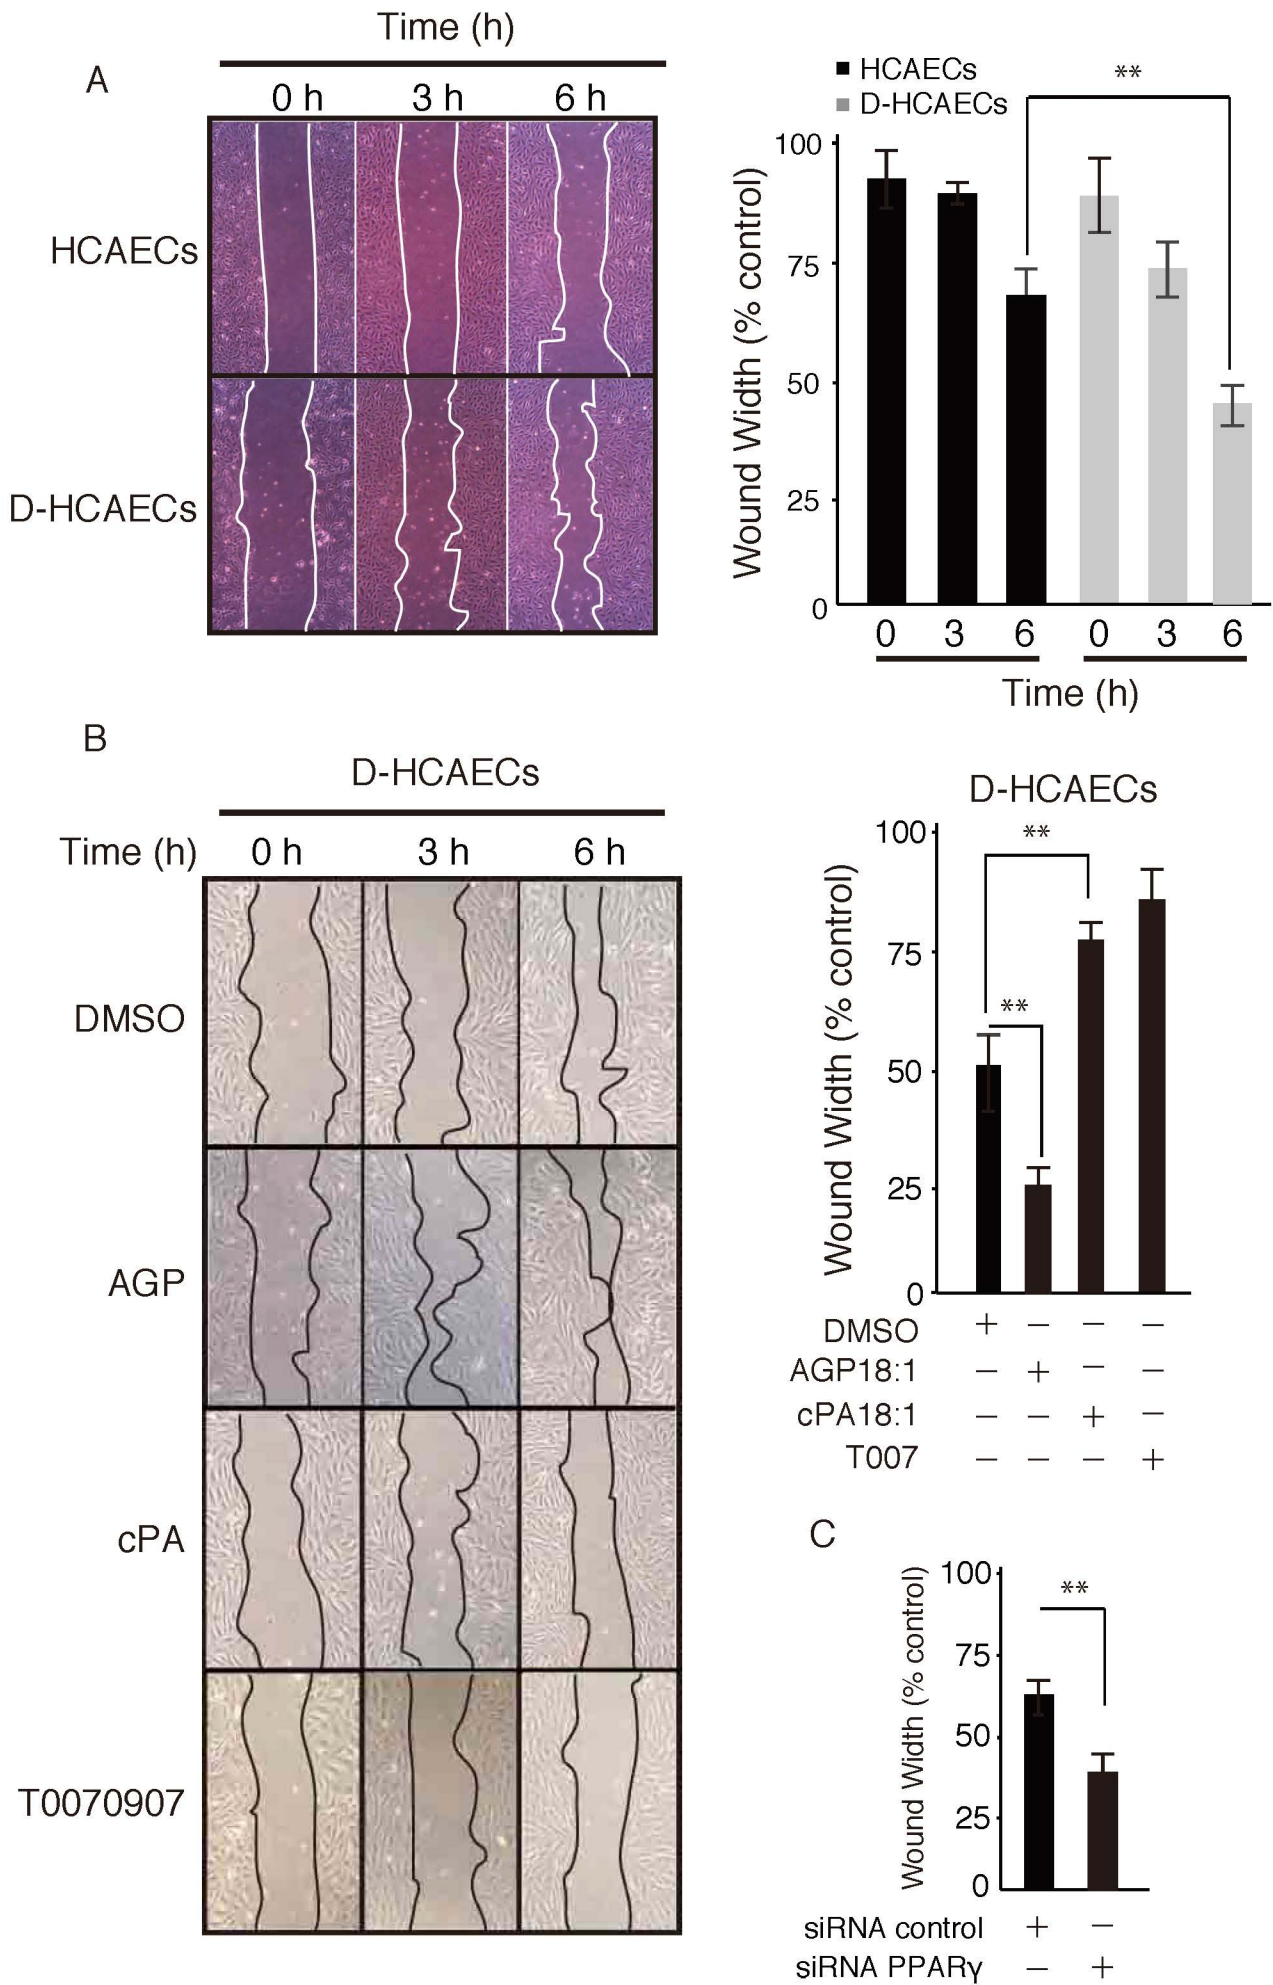 Time (h)
A
0 h 3 h 6 h
HCAECs
D-HCAECs
■ HCAECs
■ D-HCAECs
**
Wound Width (% control)
100
75
50
25
0
0 3 6 0 3 6
Time (h)
B
D-HCAECs
Time (h) 0 h 3 h 6 h
DMSO
AGP
cPA
T0070907
D-HCAECs
**
**
Wound Width (% control)
100
75
50
25
0
DMSO + − − −
AGP18:1 − + − −
cPA18:1 − − + −
T007 − − − +
C
**
Wound Width (% control)
100
75
50
25
0
siRNA control + −
siRNA PPARγ − +